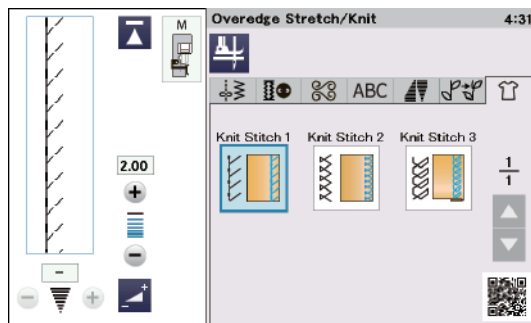 M
Overedge Stretch/Knit
4:31
ABC
Knit Stitch 1
Knit Stitch 2
Knit Stitch 3
2.00
1
1
-